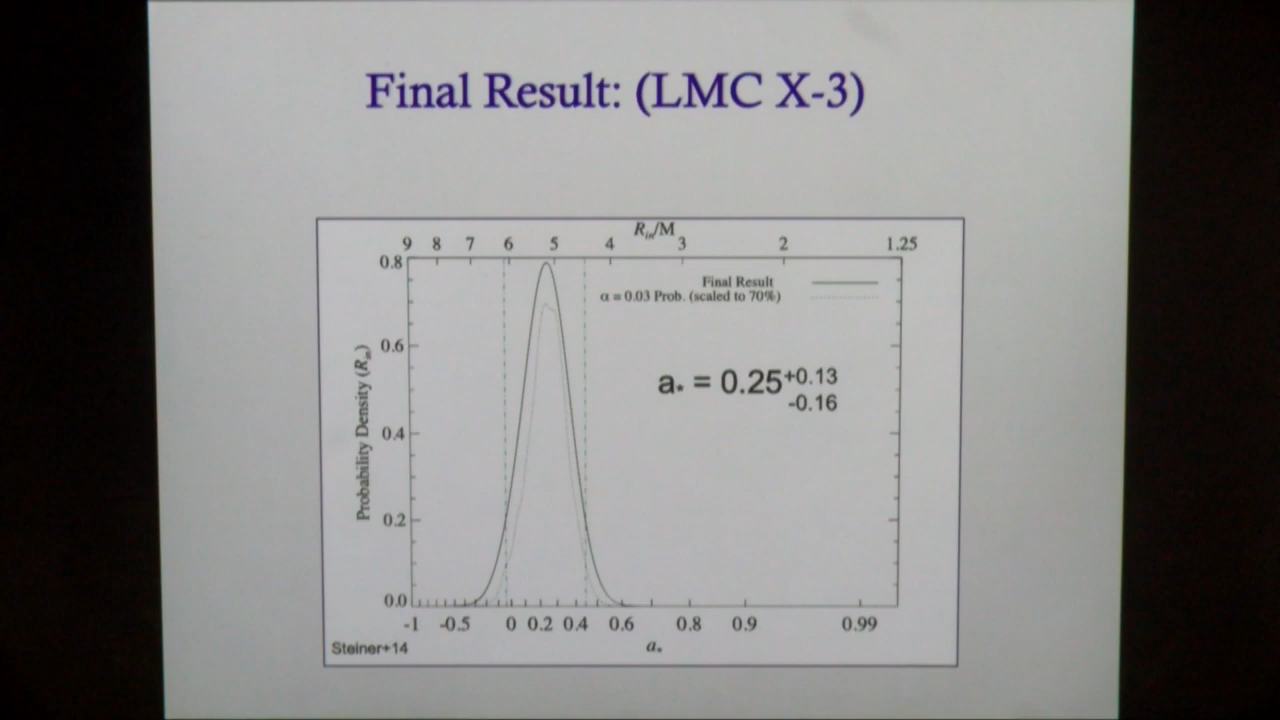 Final Result: (LMC X-3)
R_in/M
9 8 7 6 5 4 3 2 1.25
0.8
0.6
0.4
0.2
0.0
Probability Density (R_in)
Final Result
α = 0.03 Prob. (scaled to 70%)
a* = 0.25 +0.13
-0.16
-1 -0.5 0 0.2 0.4 0.6 0.8 0.9 0.99
a*
Steiner+14